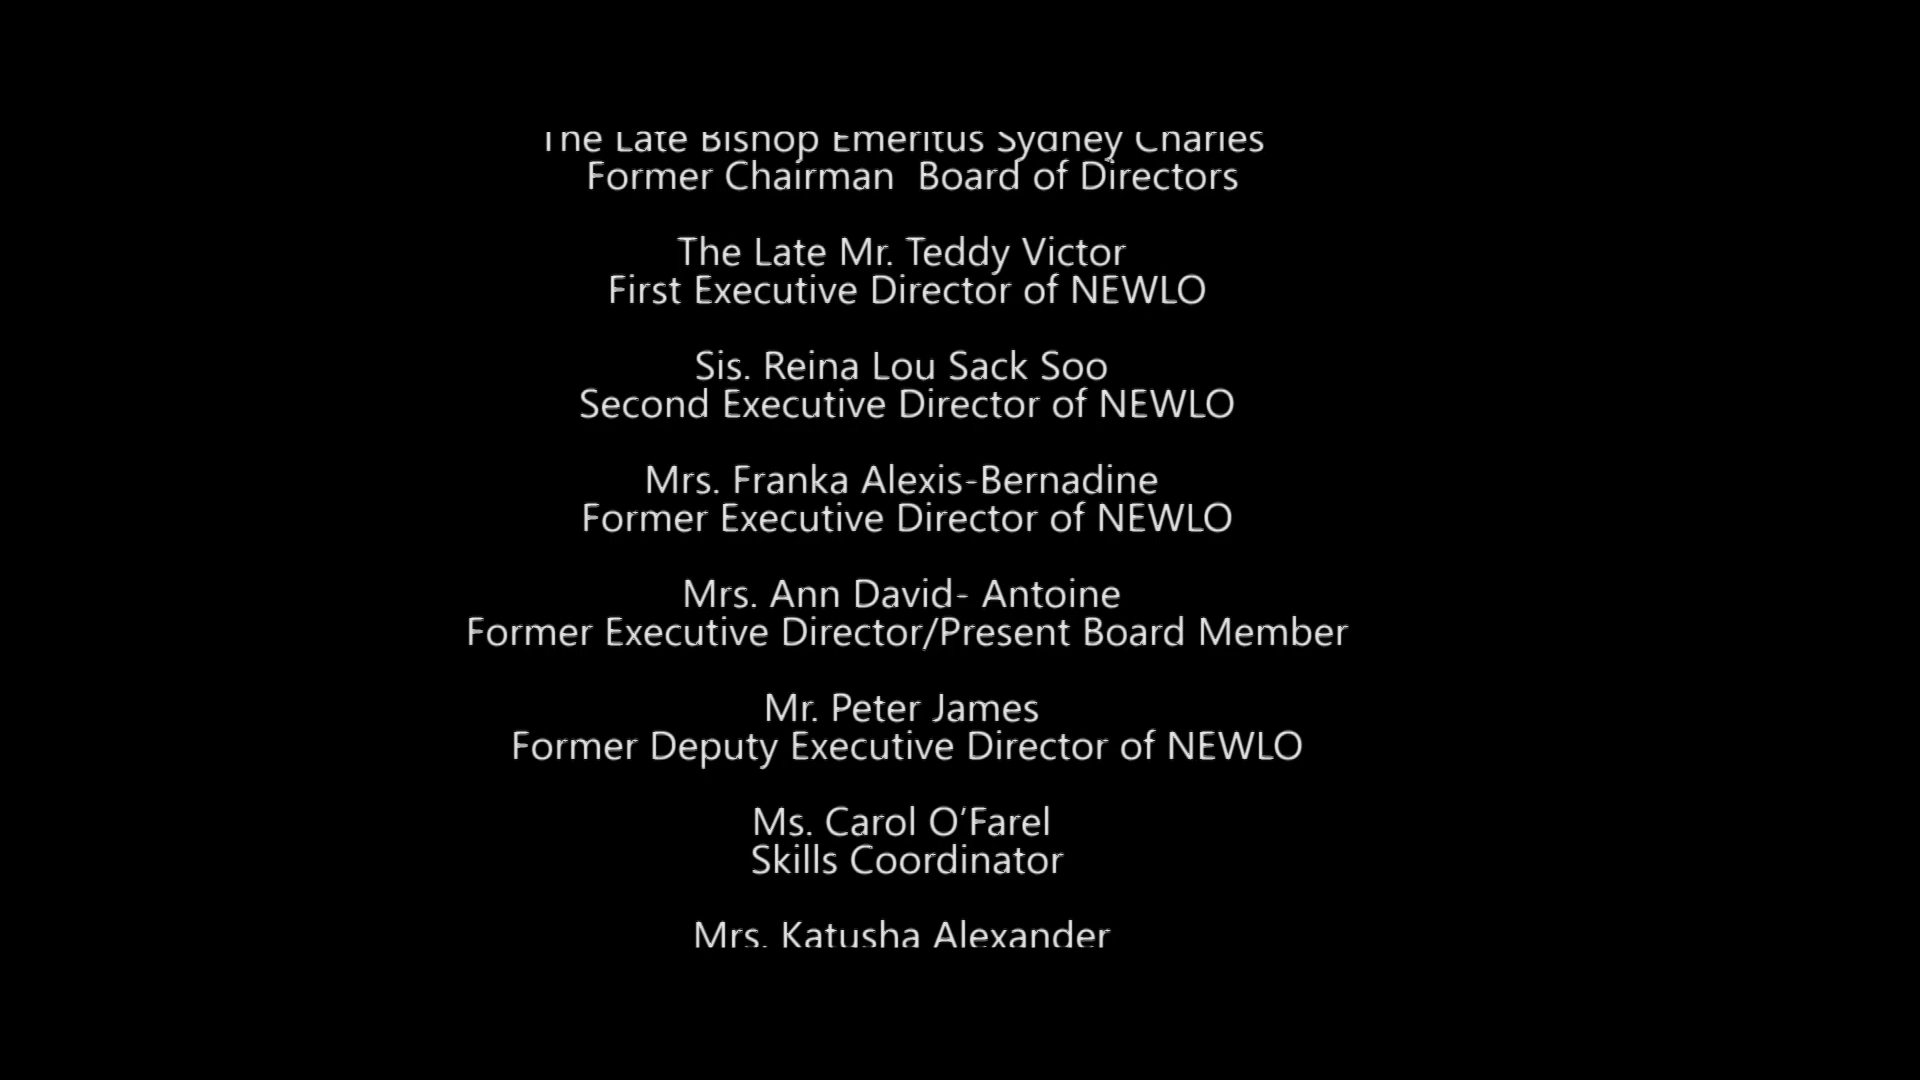 The Late Bishop Emeritus Sydney Charles
Former Chairman  Board of Directors
The Late Mr. Teddy Victor
First Executive Director of NEWLO
Sis. Reina Lou Sack Soo
Second Executive Director of NEWLO
Mrs. Franka Alexis-Bernadine
Former Executive Director of NEWLO
Mrs. Ann David- Antoine
Former Executive Director/Present Board Member
Mr. Peter James
Former Deputy Executive Director of NEWLO
Ms. Carol O’Farel
Skills Coordinator
Mrs. Katusha Alexander